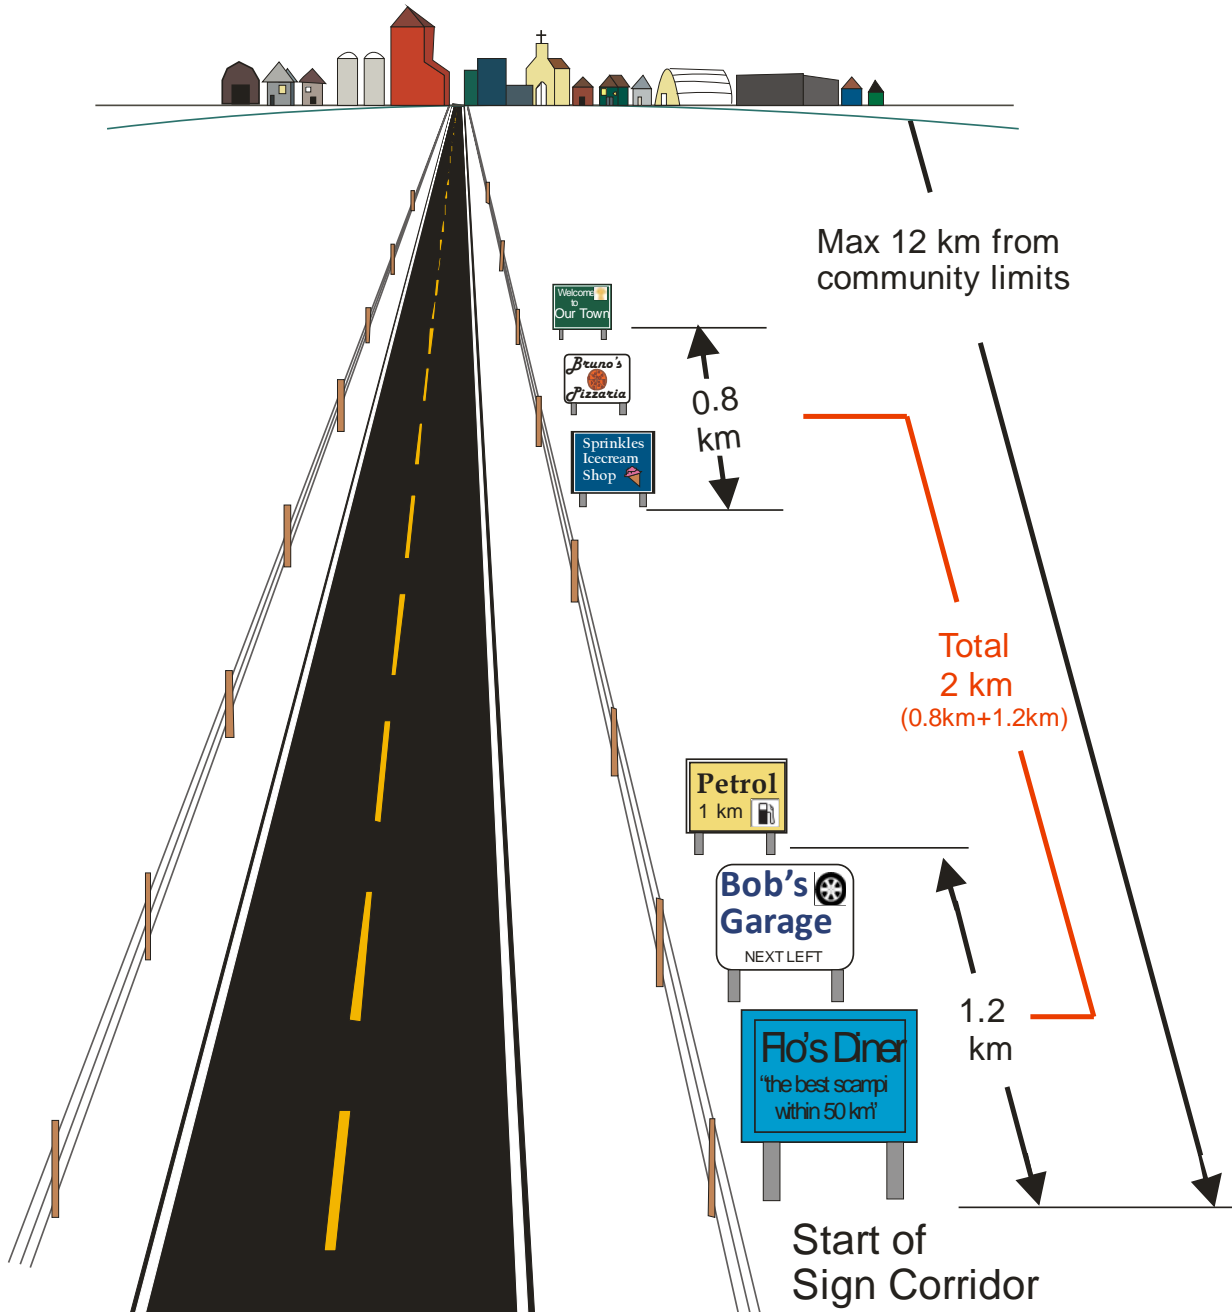 Max 12 km from
community limits
Welcome
to
Our Town
Bruno's
Pizzaria
0.8
km
Sprinkles
Icecream
Shop
Total
2 km
(0.8km+1.2km)
Petrol
1 km
Bob's
Garage
NEXT LEFT
1.2
km
Flo's Diner
"the best scampi
within 50 km"
Start of
Sign Corridor